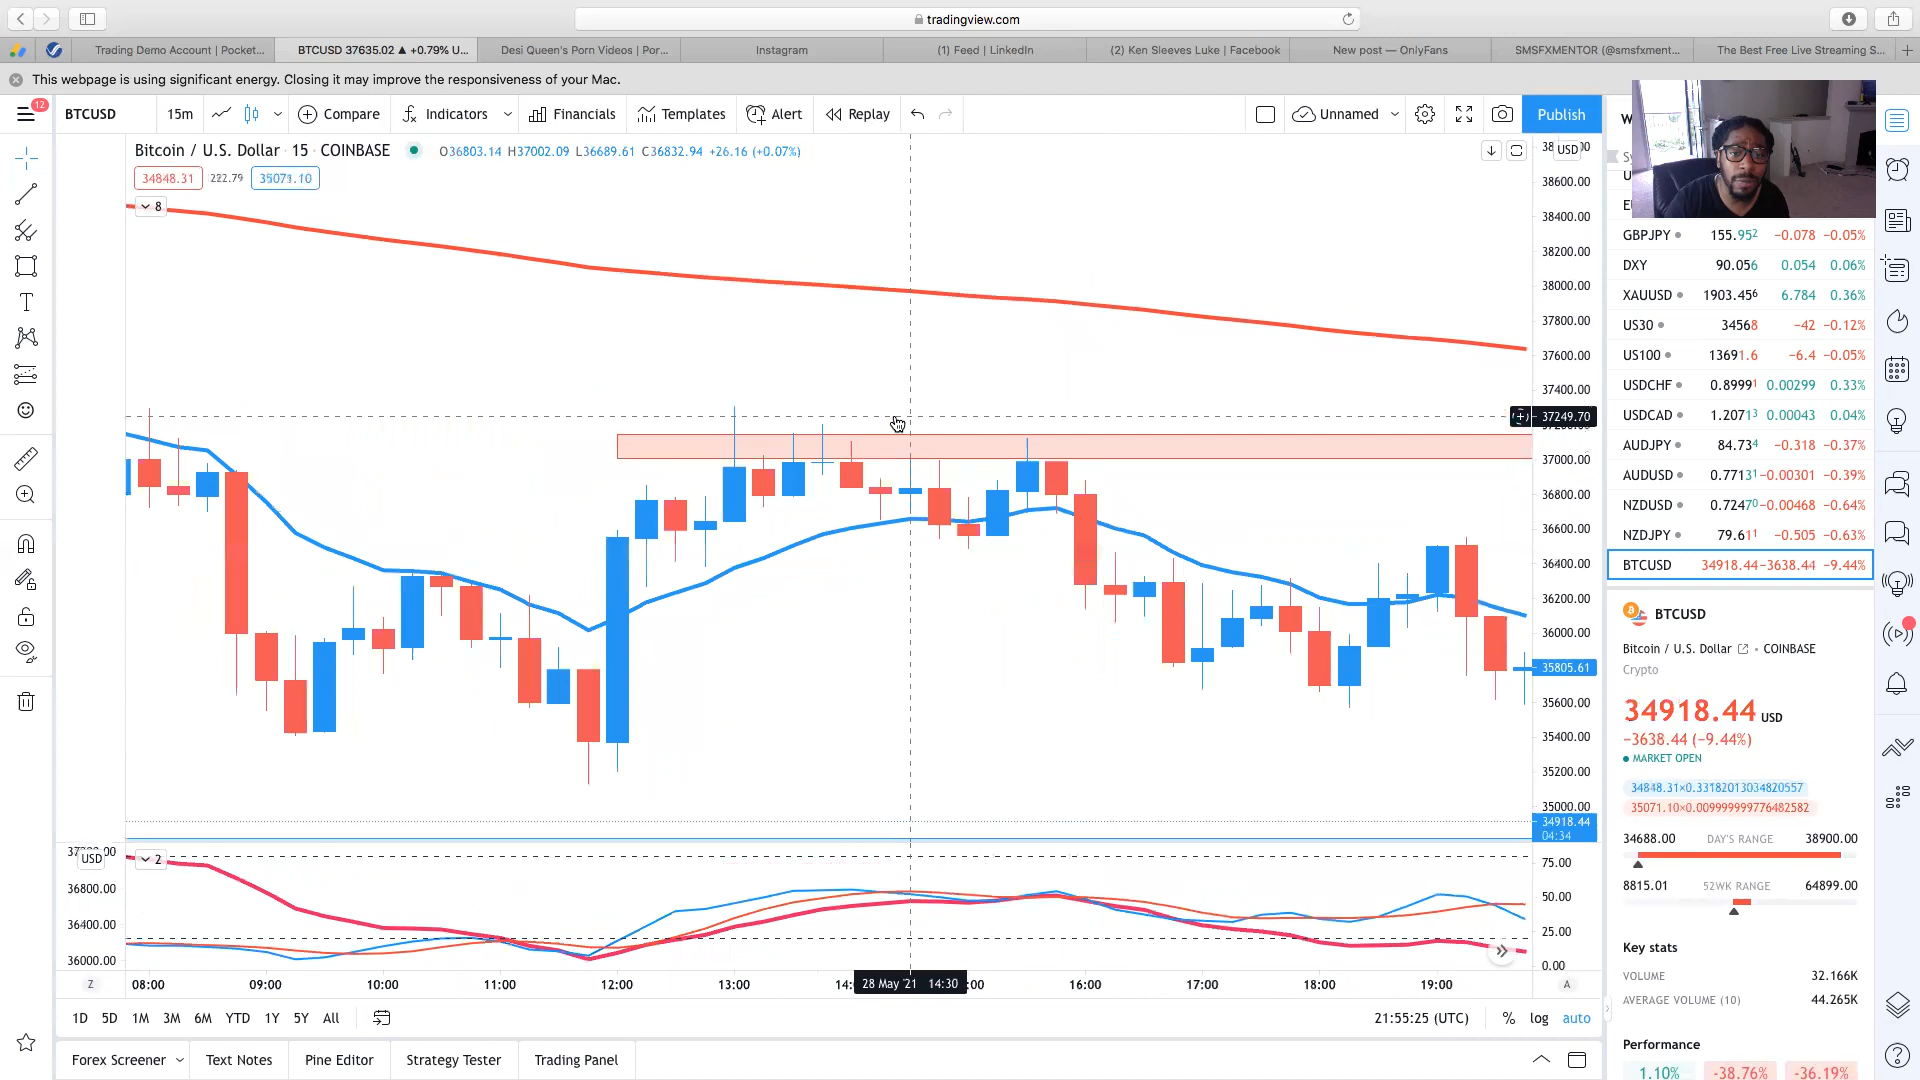 tradingview.com
Trading Demo Account | Pocket...
BTCUSD 37635.02 ▲ +0.79% U...
Desi Queen's Porn Videos | Por...
Instagram
(1) Feed | LinkedIn
(2) Ken Sleeves Luke | Facebook
New post — OnlyFans
SMSFXMENTOR (@smsfxment...
The Best Free Live Streaming S...
This webpage is using significant energy. Closing it may improve the responsiveness of your Mac.
12
BTCUSD
15m
Compare
Indicators
Financials
Templates
Alert
Replay
Unnamed
Publish
Bitcoin / U.S. Dollar · 15 · COINBASE
O36803.14 H37002.09 L36689.61 C36832.94 +26.16 (+0.07%)
34848.31
222.79
35071.10
8
USD
38600.00
38400.00
38200.00
38000.00
37800.00
37600.00
37400.00
37249.70
37000.00
36800.00
36600.00
36400.00
36200.00
36000.00
35805.61
35600.00
35400.00
35200.00
35000.00
34918.44
04:34
USD
2
36800.00
36400.00
36000.00
75.00
50.00
25.00
0.00
Z
08:00
09:00
10:00
11:00
12:00
13:00
28 May '21 14:30
16:00
17:00
18:00
19:00
A
1D
5D
1M
3M
6M
YTD
1Y
5Y
All
21:55:25 (UTC)
%
log
auto
Forex Screener
Text Notes
Pine Editor
Strategy Tester
Trading Panel
GBPJPY 155.952 −0.078 −0.05%
DXY 90.056 0.054 0.06%
XAUUSD 1903.456 6.784 0.36%
US30 34568 −42 −0.12%
US100 13691.6 −6.4 −0.05%
USDCHF 0.89991 0.00299 0.33%
USDCAD 1.20713 0.00043 0.04%
AUDJPY 84.734 −0.318 −0.37%
AUDUSD 0.77131 −0.00301 −0.39%
NZDUSD 0.72470 −0.00468 −0.64%
NZDJPY 79.611 −0.505 −0.63%
BTCUSD 34918.44 −3638.44 −9.44%
BTCUSD
Bitcoin / U.S. Dollar • COINBASE
Crypto
34918.44 USD
−3638.44 (−9.44%)
MARKET OPEN
34848.31×0.33182013034820557
35071.10×0.009999999776482582
34688.00 DAY'S RANGE 38900.00
8815.01 52WK RANGE 64899.00
Key stats
VOLUME 32.166K
AVERAGE VOLUME (10) 44.265K
Performance
1.10%
-38.76%
-36.19%